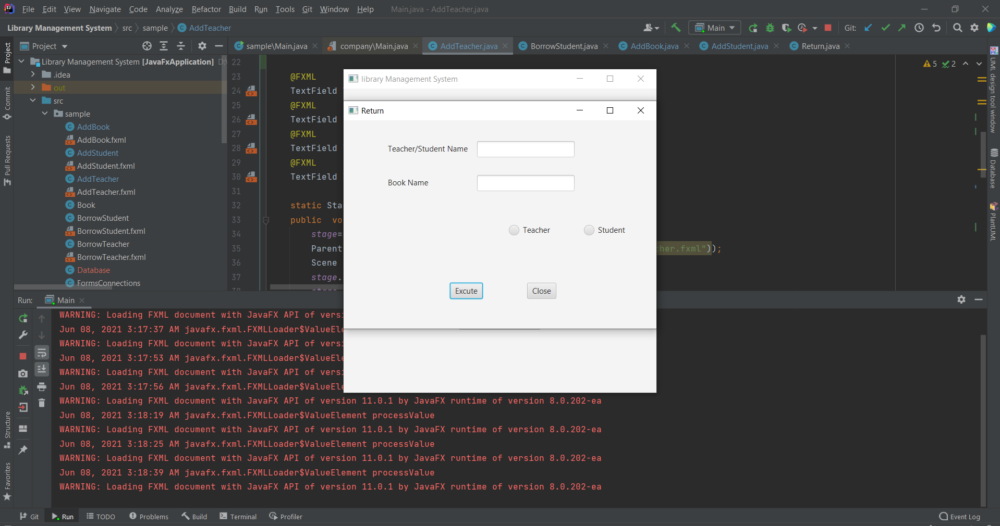 File Edit View Navigate Code Analyze Refactor Build Run Tools Git Window Help Main.java - AddTeacher.java
Library Management System src sample AddTeacher Main Git:
Project
sample\Main.java company\Main.java AddTeacher.java BorrowStudent.java AddBook.java AddStudent.java Return.java
Library Management System [JavaFxApplication] D:\
.idea
out
src
sample
AddBook
AddBook.fxml
AddStudent
AddStudent.fxml
AddTeacher
AddTeacher.fxml
Book
BorrowStudent
BorrowStudent.fxml
BorrowTeacher
BorrowTeacher.fxml
Database
FormsConnections
Project
Commit
Pull Requests
Structure
Favorites
22
23 @FXML
24 TextField
25 @FXML
26 TextField
27 @FXML
28 TextField
29 @FXML
30 TextField
31
32 static Sta
33 public vo
34 stage=
35 Parent cher.fxml"));
36 Scene
37 stage.
38 stage
5 2
UML design tool window
Database
PlantUML
library Management System
Return
Teacher/Student Name
Book Name
Teacher Student
Excute Close
Run: Main
WARNING: Loading FXML document with JavaFX API of versi
Jun 08, 2021 3:17:37 AM javafx.fxml.FXMLLoader$ValueEle
WARNING: Loading FXML document with JavaFX API of versi
Jun 08, 2021 3:17:53 AM javafx.fxml.FXMLLoader$ValueEle
WARNING: Loading FXML document with JavaFX API of versi
Jun 08, 2021 3:17:56 AM javafx.fxml.FXMLLoader$ValueEle
WARNING: Loading FXML document with JavaFX API of version 11.0.1 by JavaFX runtime of version 8.0.202-ea
Jun 08, 2021 3:18:19 AM javafx.fxml.FXMLLoader$ValueElement processValue
WARNING: Loading FXML document with JavaFX API of version 11.0.1 by JavaFX runtime of version 8.0.202-ea
Jun 08, 2021 3:18:25 AM javafx.fxml.FXMLLoader$ValueElement processValue
WARNING: Loading FXML document with JavaFX API of version 11.0.1 by JavaFX runtime of version 8.0.202-ea
Jun 08, 2021 3:18:39 AM javafx.fxml.FXMLLoader$ValueElement processValue
WARNING: Loading FXML document with JavaFX API of version 11.0.1 by JavaFX runtime of version 8.0.202-ea
Git Run TODO Problems Build Terminal Profiler Event Log